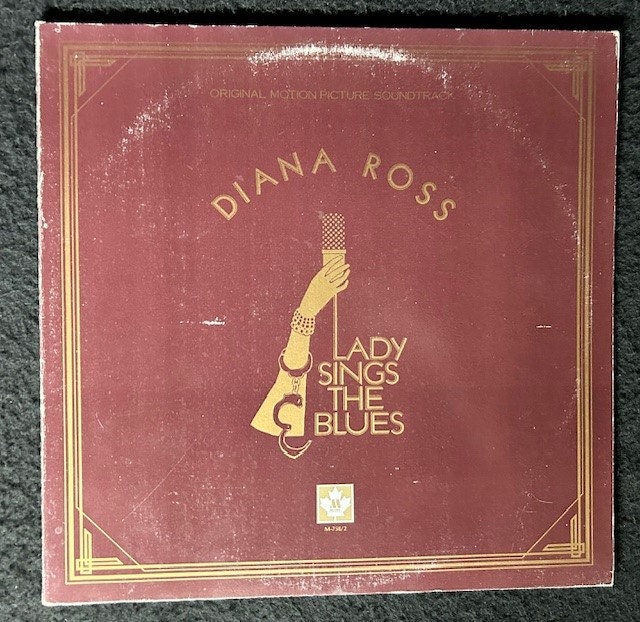 ORIGINAL MOTION PICTURE SOUNDTRACK
DIANA ROSS
LADY
SINGS
THE
BLUES
M
M-758/2